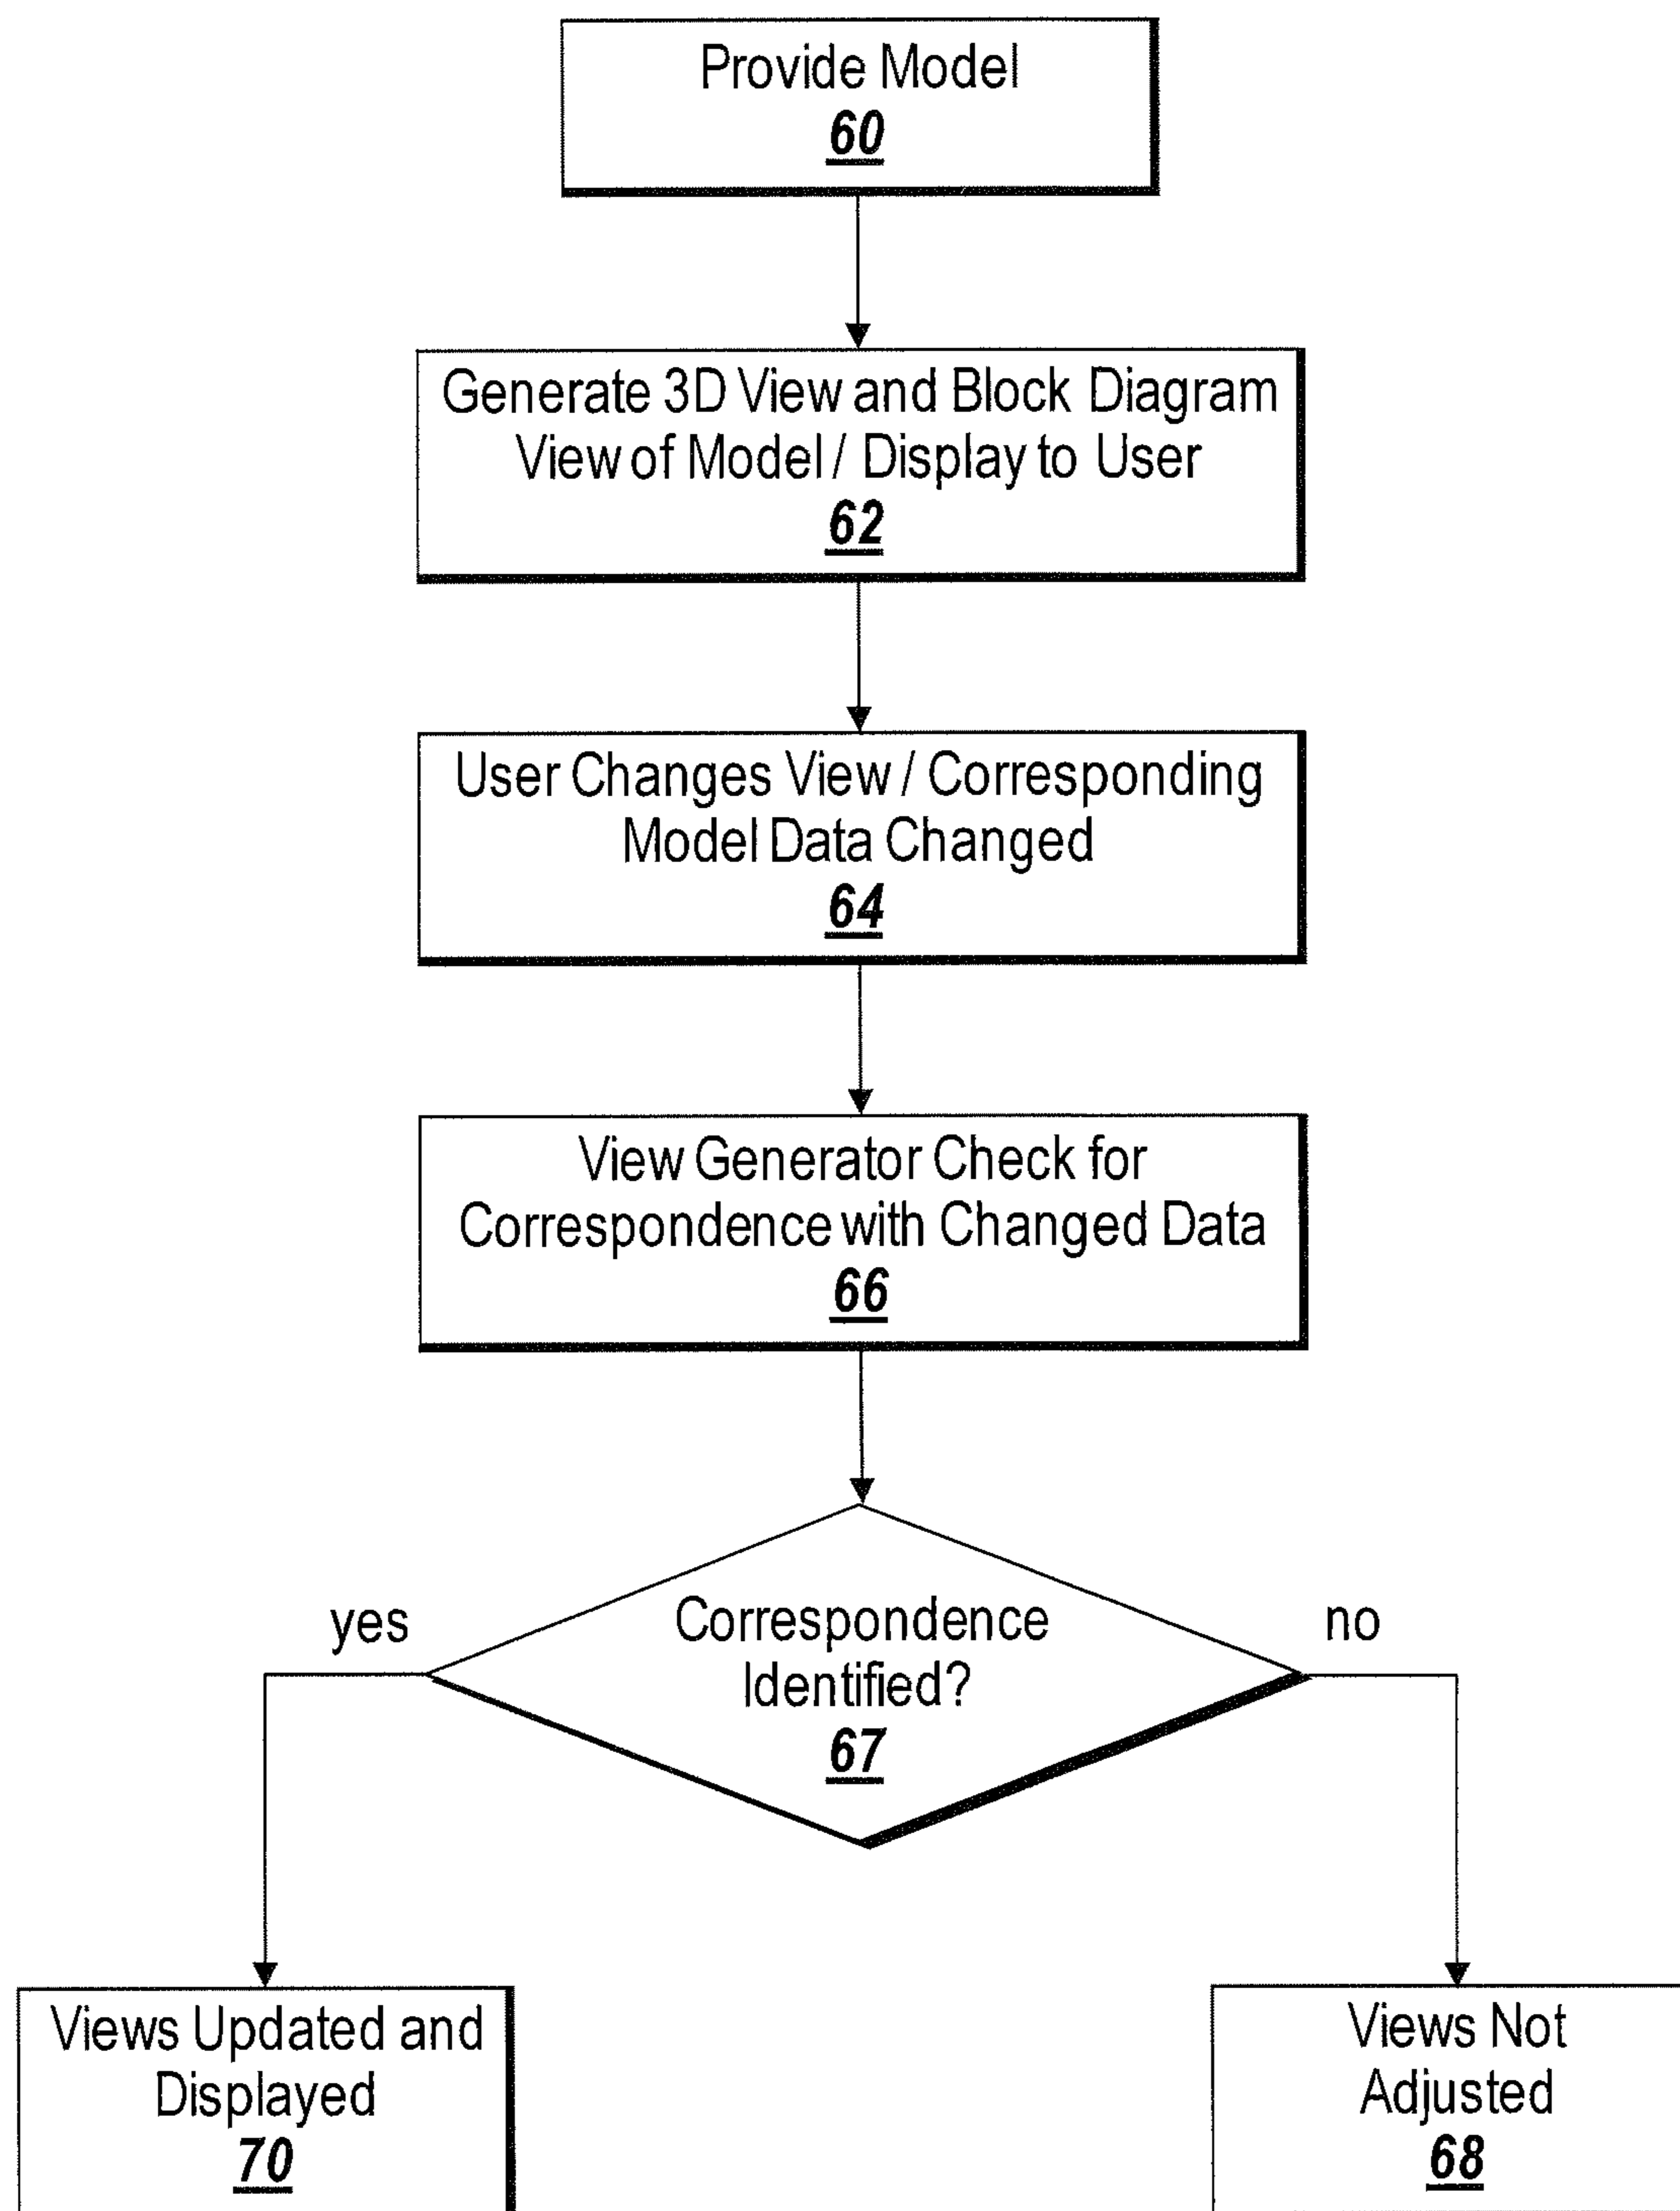 Provide Model
60
Generate 3D View and Block Diagram
View of Model / Display to User
62
User Changes View / Corresponding
Model Data Changed
64
View Generator Check for
Correspondence with Changed Data
66
yes
Correspondence
Identified?
67
no
Views Updated and
Displayed
70
Views Not
Adjusted
68